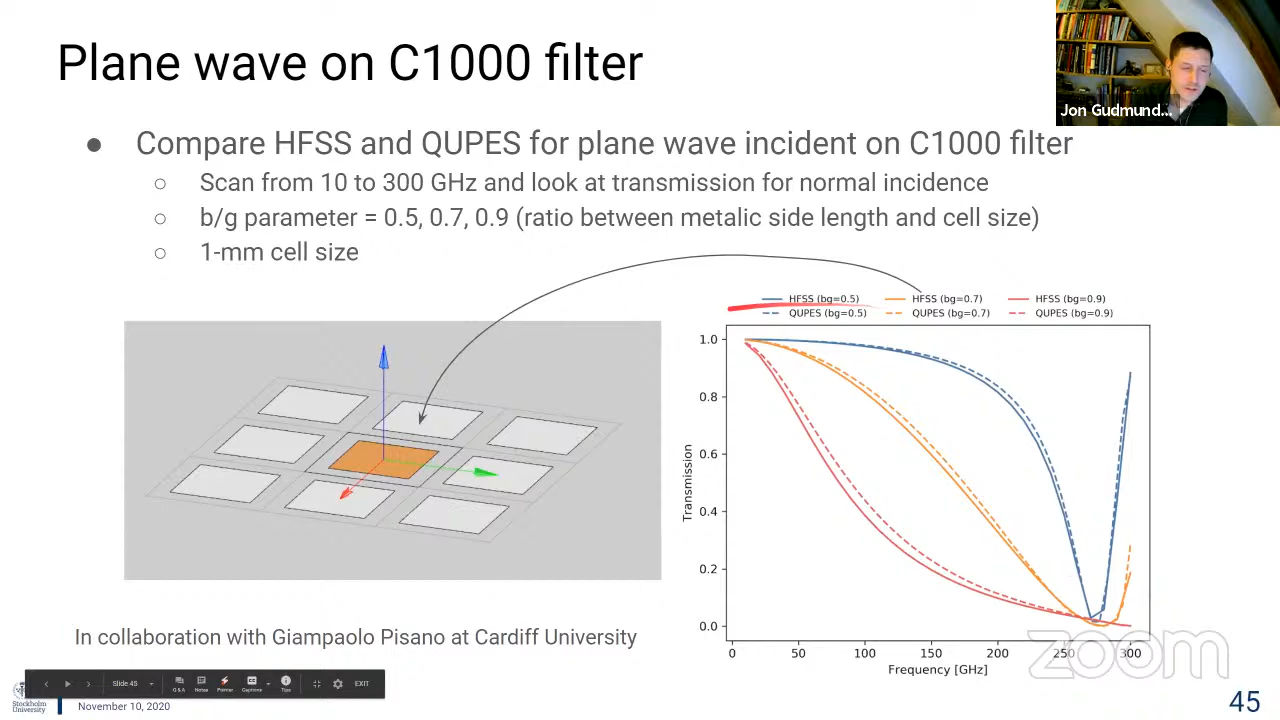 Plane wave on C1000 filter
Jon Gudmund...
● Compare HFSS and QUPES for plane wave incident on C1000 filter
○ Scan from 10 to 300 GHz and look at transmission for normal incidence
○ b/g parameter = 0.5, 0.7, 0.9 (ratio between metalic side length and cell size)
○ 1-mm cell size
HFSS (bg=0.5) HFSS (bg=0.7) HFSS (bg=0.9)
QUPES (bg=0.5) QUPES (bg=0.7) QUPES (bg=0.9)
1.0
0.8
0.6
0.4
0.2
0.0
Transmission
0 50 100 150 200 250 300
Frequency [GHz]
zoom
In collaboration with Giampaolo Pisano at Cardiff University
Slide 45
Q & A Notes Pointer Captions Tips
EXIT
Stockholm
University
November 10, 2020
45